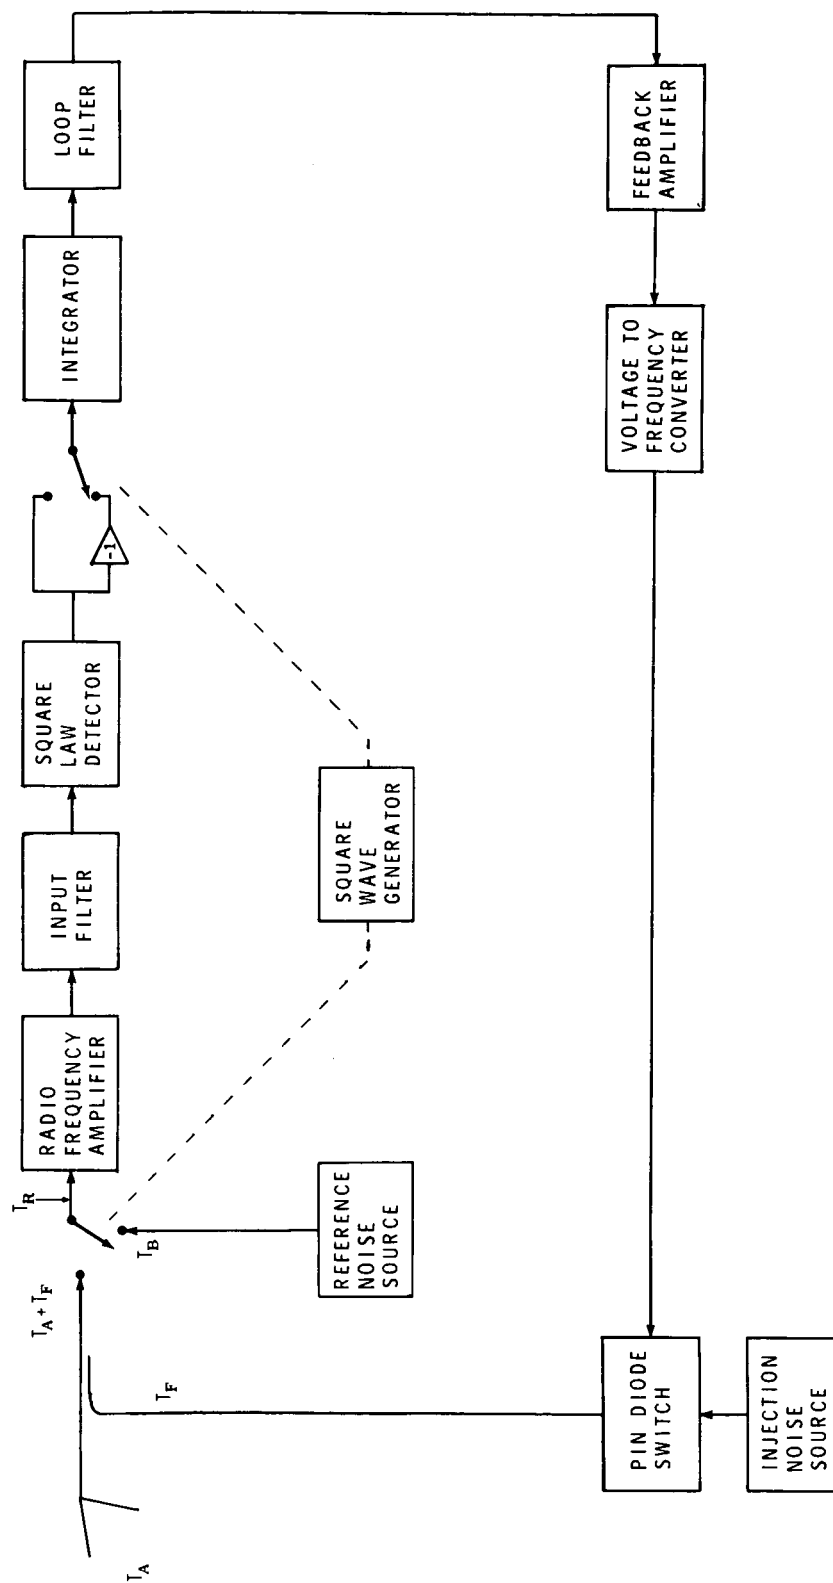 T_A
T_A+T_F
T_F
T_R
T_B
RADIO
FREQUENCY
AMPLIFIER
INPUT
FILTER
SQUARE
LAW
DETECTOR
-1
INTEGRATOR
LOOP
FILTER
REFERENCE
NOISE
SOURCE
SQUARE
WAVE
GENERATOR
PIN DIODE
SWITCH
INJECTION
NOISE
SOURCE
VOLTAGE TO
FREQUENCY
CONVERTER
FEEDBACK
AMPLIFIER